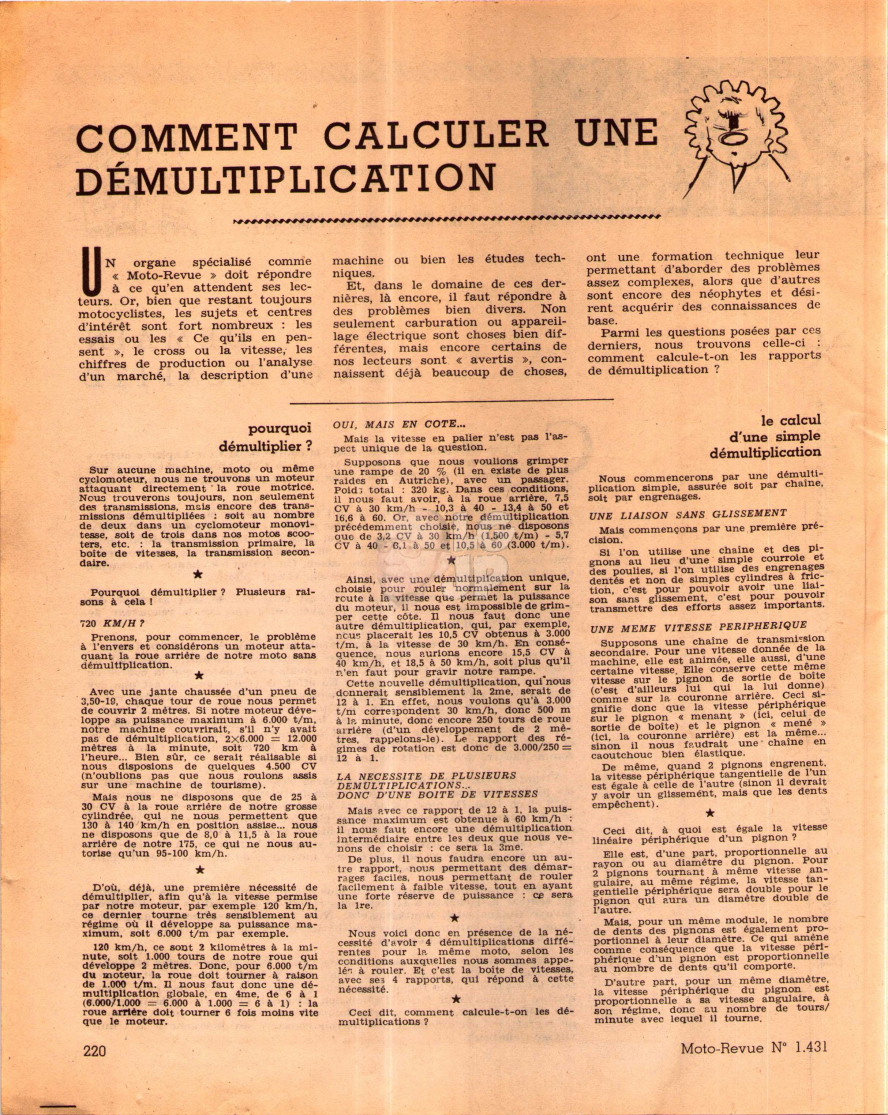 COMMENT CALCULER UNE
DÉMULTIPLICATION
UN organe spécialisé comme
« Moto-Revue » doit répondre
à ce qu'en attendent ses lec-
teurs. Or, bien que restant toujours
motocyclistes, les sujets et centres
d'intérêt sont fort nombreux : les
essais ou les « Ce qu'ils en pen-
sent », le cross ou la vitesse, les
chiffres de production ou l'analyse
d'un marché, la description d'une
machine ou bien les études tech-
niques.
Et, dans le domaine de ces der-
nières, là encore, il faut répondre à
des problèmes bien divers. Non
seulement carburation ou appareil-
lage électrique sont choses bien dif-
férentes, mais encore certains de
nos lecteurs sont « avertis », con-
naissent déjà beaucoup de choses,
ont une formation technique leur
permettant d'aborder des problèmes
assez complexes, alors que d'autres
sont encore des néophytes et dési-
rent acquérir des connaissances de
base.
Parmi les questions posées par ces
derniers, nous trouvons celle-ci :
comment calcule-t-on les rapports
de démultiplication ?
pourquoi
démultiplier ?
Sur aucune machine, moto ou même
cyclomoteur, nous ne trouvons un moteur
attaquant directement la roue motrice.
Nous trouverons toujours, non seulement
des transmissions, mais encore des trans-
missions démultipliées : soit au nombre
de deux dans un cyclomoteur monovi-
tesse, soit de trois dans nos motos scoo-
ters, etc. : la transmission primaire, la
boîte de vitesses, la transmission secon-
daire.
★
Pourquoi démultiplier ? Plusieurs rai-
sons à cela !
720 KM/H ?
Prenons, pour commencer, le problème
à l'envers et considérons un moteur atta-
quant la roue arrière de notre moto sans
démultiplication.
★
Avec une jante chaussée d'un pneu de
3,50-19, chaque tour de roue nous permet
de couvrir 2 mètres. Si notre moteur déve-
loppe sa puissance maximum à 6.000 t/m,
notre machine couvrirait, s'il n'y avait
pas de démultiplication, 2×6.000 = 12.000
mètres à la minute, soit 720 km à
l'heure... Bien sûr, ce serait réalisable si
nous disposions de quelques 4.500 CV
(n'oublions pas que nous roulons assis
sur une machine de tourisme).
Mais nous ne disposons que de 25 à
30 CV à la roue arrière de notre grosse
cylindrée, qui ne nous permettent que
130 à 140 km/h en position assise... nous
ne disposons que de 8,0 à 11,5 à la roue
arrière de notre 175, ce qui ne nous au-
torise qu'un 95-100 km/h.
★
D'où, déjà, une première nécessité de
démultiplier, afin qu'à la vitesse permise
par notre moteur, par exemple 120 km/h,
ce dernier tourne très sensiblement au
régime où il développe sa puissance ma-
ximum, soit 6.000 t/m par exemple.
120 km/h, ce sont 2 kilomètres à la mi-
nute, soit 1.000 tours de notre roue qui
développe 2 mètres. Donc, pour 6.000 t/m
du moteur, la roue doit tourner à raison
de 1.000 t/m. Il nous faut donc une dé-
multiplication globale, en 4me, de 6 à 1
(6.000/1.000 = 6.000 à 1.000 = 6 à 1) : la
roue arrière doit tourner 6 fois moins vite
que le moteur.
OUI, MAIS EN COTE...
Mais la vitesse en palier n'est pas l'as-
pect unique de la question.
Supposons que nous voulions grimper
une rampe de 20 % (il en existe de plus
raides en Autriche), avec un passager.
Poids total : 320 kg. Dans ces conditions,
il nous faut avoir, à la roue arrière, 7,5
CV à 30 km/h - 10,3 à 40 - 13,4 à 50 et
16,6 à 60. Or, avec notre démultiplication
précédemment choisie, nous ne disposons
que de 3,2 CV à 30 km/h (1,500 t/m) - 5,7
CV à 40 - 8,1 à 50 et 10,5 à 60 (3.000 t/m).
★
Ainsi, avec une démultiplication unique,
choisie pour rouler normalement sur la
route à la vitesse que permet la puissance
du moteur, il nous est impossible de grim-
per cette côte. Il nous faut donc une
autre démultiplication, qui, par exemple,
nous placerait les 10,5 CV obtenus à 3.000
t/m, à la vitesse de 30 km/h. En consé-
quence, nous aurions encore 15,5 CV à
40 km/h, et 18,5 à 50 km/h, soit plus qu'il
n'en faut pour gravir notre rampe.
Cette nouvelle démultiplication, qui nous
donnerait sensiblement la 2me, serait de
12 à 1. En effet, nous voulons qu'à 3.000
t/m correspondent 30 km/h, donc 500 m
à la minute, donc encore 250 tours de roue
arrière (d'un développement de 2 mè-
tres, rappelons-le). Le rapport des ré-
gimes de rotation est donc de 3.000/250 =
12 à 1.
LA NECESSITE DE PLUSIEURS
DEMULTIPLICATIONS...
DONC D'UNE BOITE DE VITESSES
Mais avec ce rapport de 12 à 1, la puis-
sance maximum est obtenue à 60 km/h :
il nous faut encore une démultiplication
intermédiaire entre les deux que nous ve-
nons de choisir : ce sera la 3me.
De plus, il nous faudra encore un au-
tre rapport, nous permettant des démar-
rages faciles, nous permettant de rouler
facilement à faible vitesse, tout en ayant
une forte réserve de puissance : ce sera
la 1re.
★
Nous voici donc en présence de la né-
cessité d'avoir 4 démultiplications diffé-
rentes pour la même moto, selon les
conditions auxquelles nous sommes appe-
lés à rouler. Et c'est la boîte de vitesses,
avec ses 4 rapports, qui répond à cette
nécessité.
★
Ceci dit, comment calcule-t-on les dé-
multiplications ?
le calcul
d'une simple
démultiplication
Nous commencerons par une démulti-
plication simple, assurée soit par chaîne,
soit par engrenages.
UNE LIAISON SANS GLISSEMENT
Mais commençons par une première pré-
cision.
Si l'on utilise une chaîne et des pi-
gnons au lieu d'une simple courroie et
des poulies, si l'on utilise des engrenages
dentés et non de simples cylindres à fric-
tion, c'est pour pouvoir avoir une liai-
son sans glissement, c'est pour pouvoir
transmettre des efforts assez importants.
UNE MEME VITESSE PERIPHERIQUE
Supposons une chaîne de transmission
secondaire. Pour une vitesse donnée de la
machine, elle est animée, elle aussi, d'une
certaine vitesse. Elle conserve cette même
vitesse sur le pignon de sortie de boîte
(c'est d'ailleurs lui qui la lui donne)
comme sur la couronne arrière. Ceci si-
gnifie donc que la vitesse périphérique
sur le pignon « menant » (ici, celui de
sortie de boîte) et le pignon « mené »
(ici, la couronne arrière) est la même...
sinon il nous faudrait une chaîne en
caoutchouc bien élastique.
De même, quand 2 pignons engrenent,
la vitesse périphérique tangentielle de l'un
est égale à celle de l'autre (sinon il devrait
y avoir un glissement, mais que les dents
empêchent).
★
Ceci dit, à quoi est égale la vitesse
linéaire périphérique d'un pignon ?
Elle est, d'une part, proportionnelle au
rayon ou au diamètre du pignon. Pour
2 pignons tournant à même vitesse an-
gulaire, au même régime, la vitesse tan-
gentielle périphérique sera double pour le
pignon qui aura un diamètre double de
l'autre.
Mais, pour un même module, le nombre
de dents des pignons est également pro-
portionnel à leur diamètre. Ce qui amène
comme conséquence que la vitesse péri-
phérique d'un pignon est proportionnelle
au nombre de dents qu'il comporte.
D'autre part, pour un même diamètre,
la vitesse périphérique du pignon est
proportionnelle à sa vitesse angulaire, à
son régime, donc au nombre de tours/
minute avec lequel il tourne.
220
Moto-Revue N° 1.431